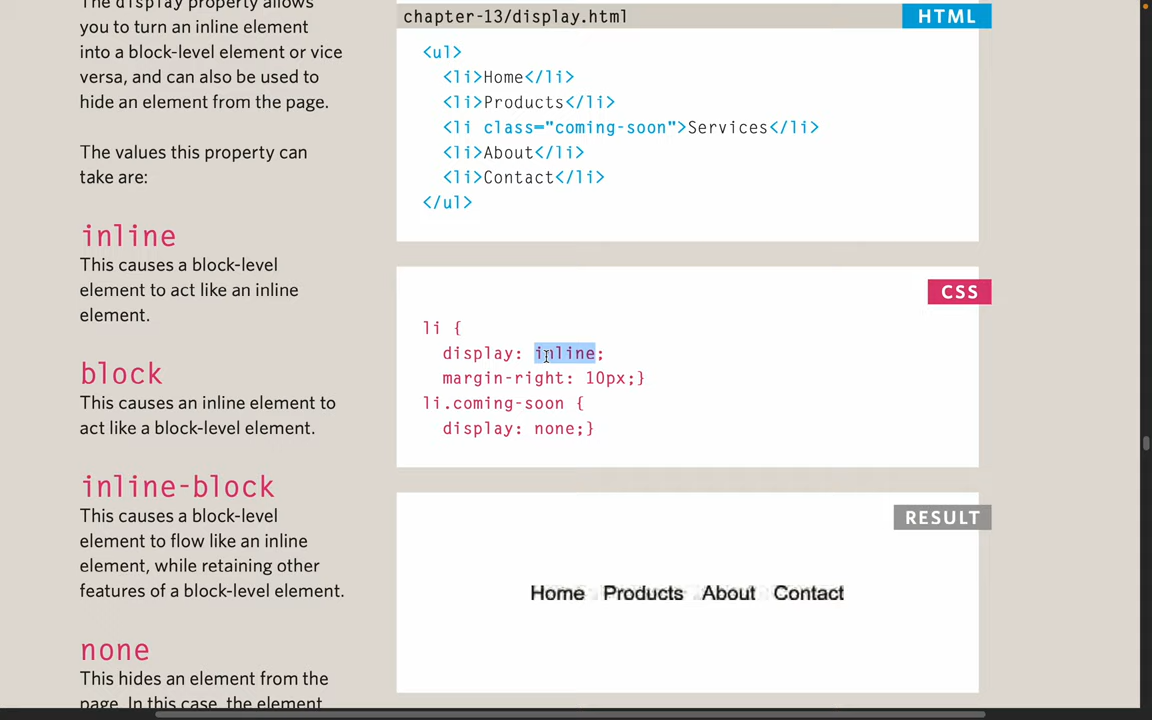 The display property allows
you to turn an inline element
into a block-level element or vice
versa, and can also be used to
hide an element from the page.
The values this property can
take are:
inline
This causes a block-level
element to act like an inline
element.
block
This causes an inline element to
act like a block-level element.
inline-block
This causes a block-level
element to flow like an inline
element, while retaining other
features of a block-level element.
none
This hides an element from the
page. In this case, the element
chapter-13/display.html
HTML
<ul>
<li>Home</li>
<li>Products</li>
<li class="coming-soon">Services</li>
<li>About</li>
<li>Contact</li>
</ul>
CSS
li {
display: inline;
margin-right: 10px;}
li.coming-soon {
display: none;}
RESULT
Home Products About Contact